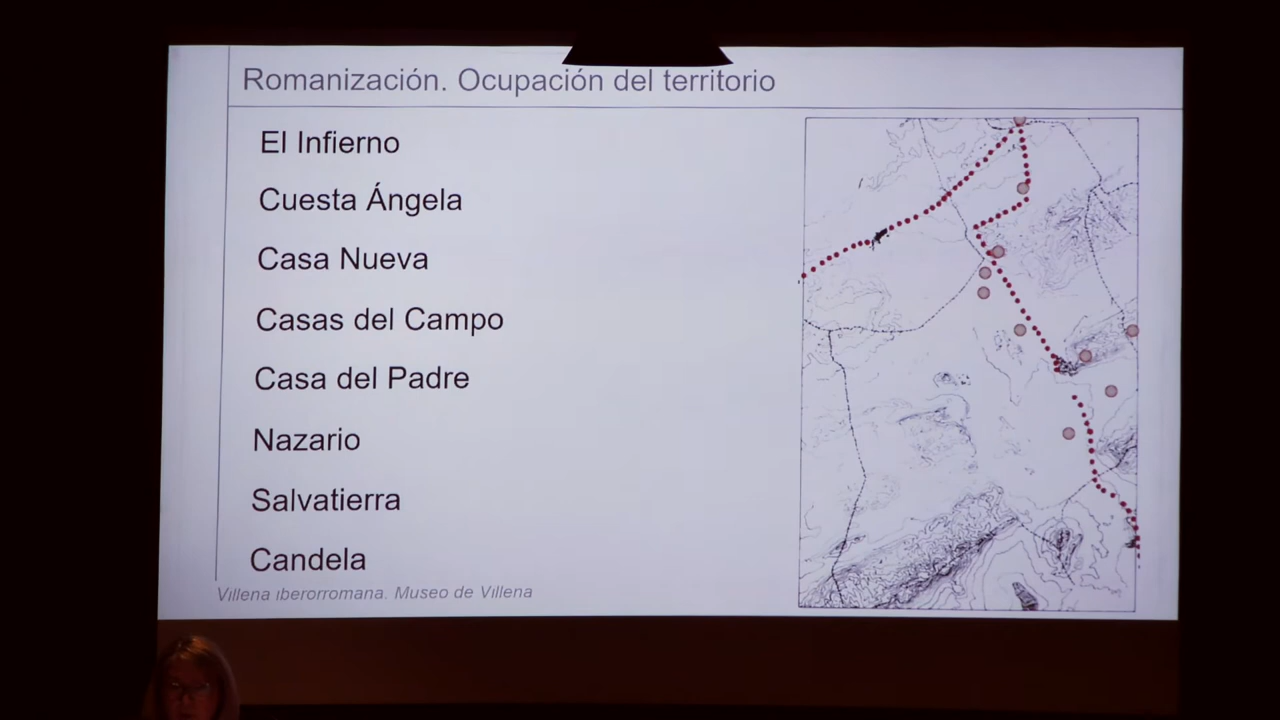 Romanización. Ocupación del territorio
El Infierno
Cuesta Ángela
Casa Nueva
Casas del Campo
Casa del Padre
Nazario
Salvatierra
Candela
Villena iberorromana. Museo de Villena